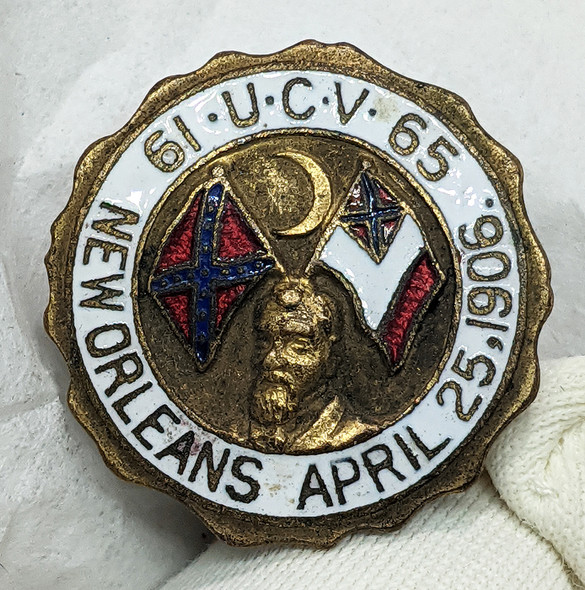 61·U·C·V·65
NEW ORLEANS APRIL 25, 1906.